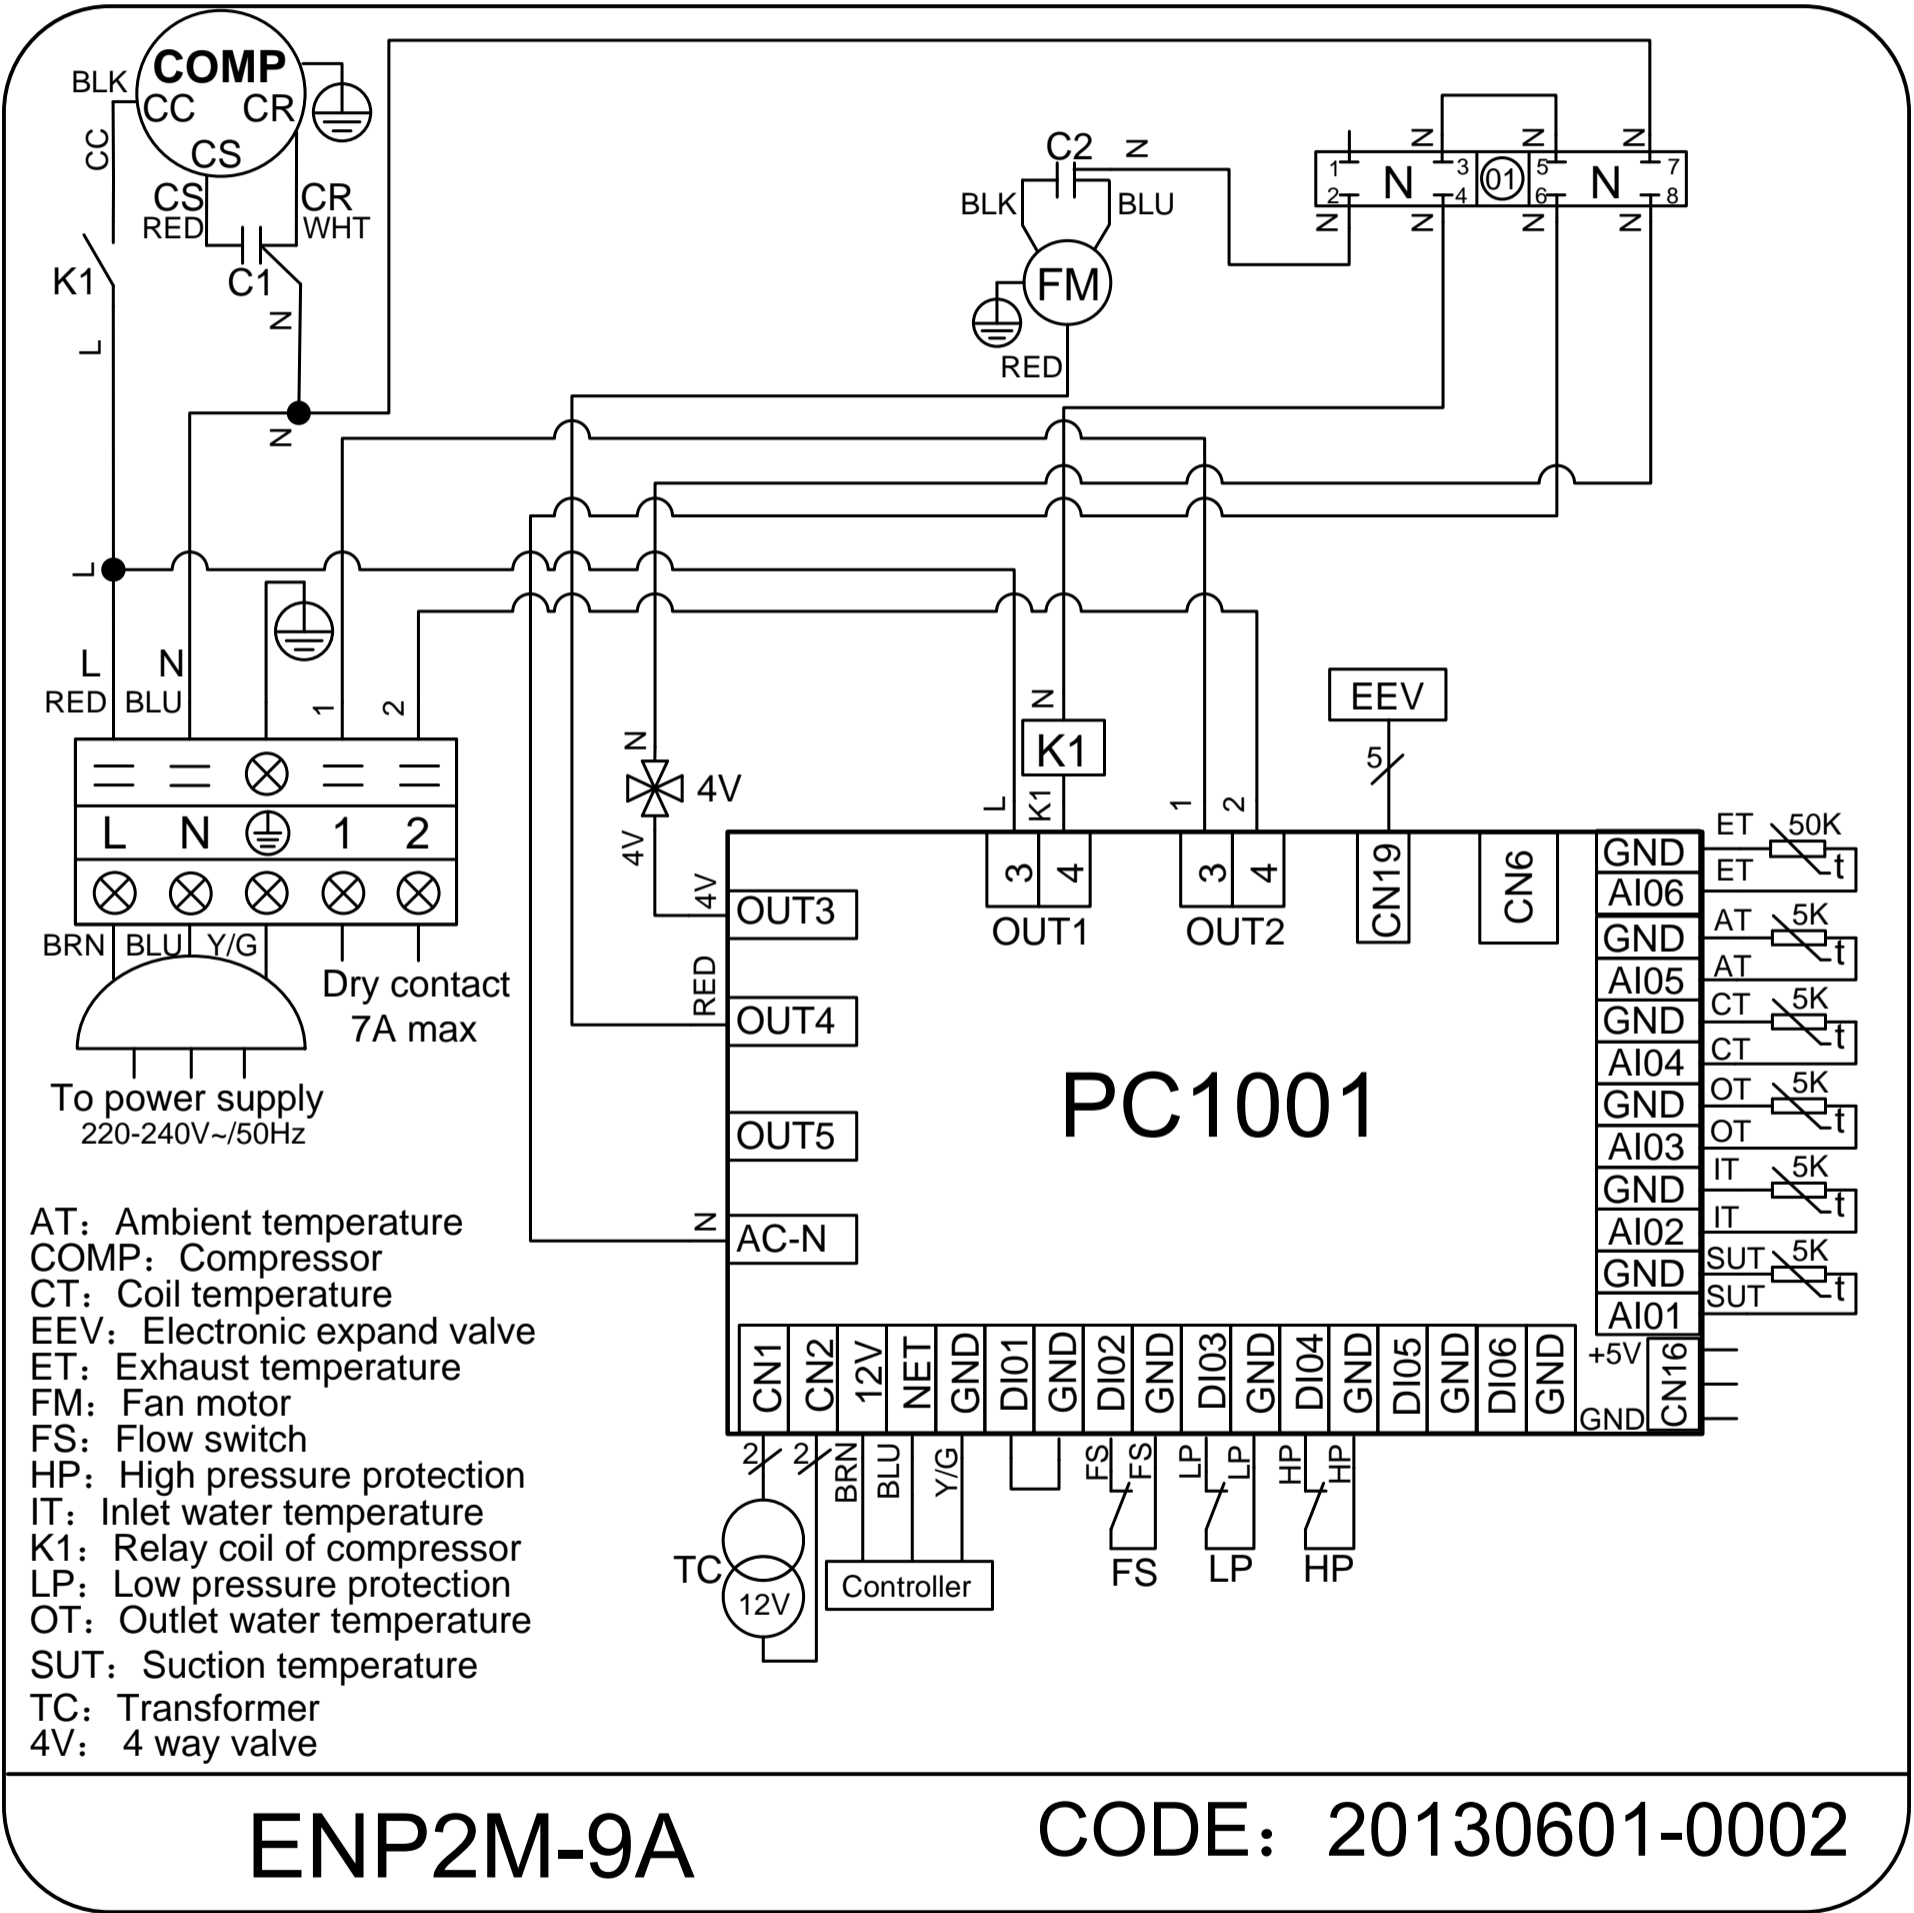 COMP
BLK
CC
CR
CC
CS
CS
CR
RED
WHT
K1
C1
L
N
N
L
C2
N
BLK
BLU
FM
RED
N
N
N
1
2
N
3
4
01
5
6
N
7
8
N
N
N
N
L
N
RED
BLU
1
2
L
N
1
2
BRN
BLU
Y/G
Dry contact
7A max
To power supply
220-240V~/50Hz
N
4V
4V
4V
OUT3
RED
OUT4
OUT5
N
AC-N
N
K1
L
K1
3
4
OUT1
1
2
3
4
OUT2
EEV
5
CN19
CN6
PC1001
GND
AI06
GND
AI05
GND
AI04
GND
AI03
GND
AI02
GND
AI01
+5V
GND
CN16
ET
50K
ET
t
AT
5K
AT
t
CT
5K
CT
t
OT
5K
OT
t
IT
5K
IT
t
SUT
5K
SUT
t
CN1
CN2
12V
NET
GND
DI01
GND
DI02
GND
DI03
GND
DI04
GND
DI05
GND
DI06
GND
2
2
BRN
BLU
Y/G
FS
FS
LP
LP
HP
HP
TC
12V
Controller
FS
LP
HP
AT： Ambient temperature
COMP： Compressor
CT： Coil temperature
EEV： Electronic expand valve
ET： Exhaust temperature
FM： Fan motor
FS： Flow switch
HP： High pressure protection
IT： Inlet water temperature
K1： Relay coil of compressor
LP： Low pressure protection
OT： Outlet water temperature
SUT： Suction temperature
TC： Transformer
4V： 4 way valve
ENP2M-9A
CODE： 20130601-0002